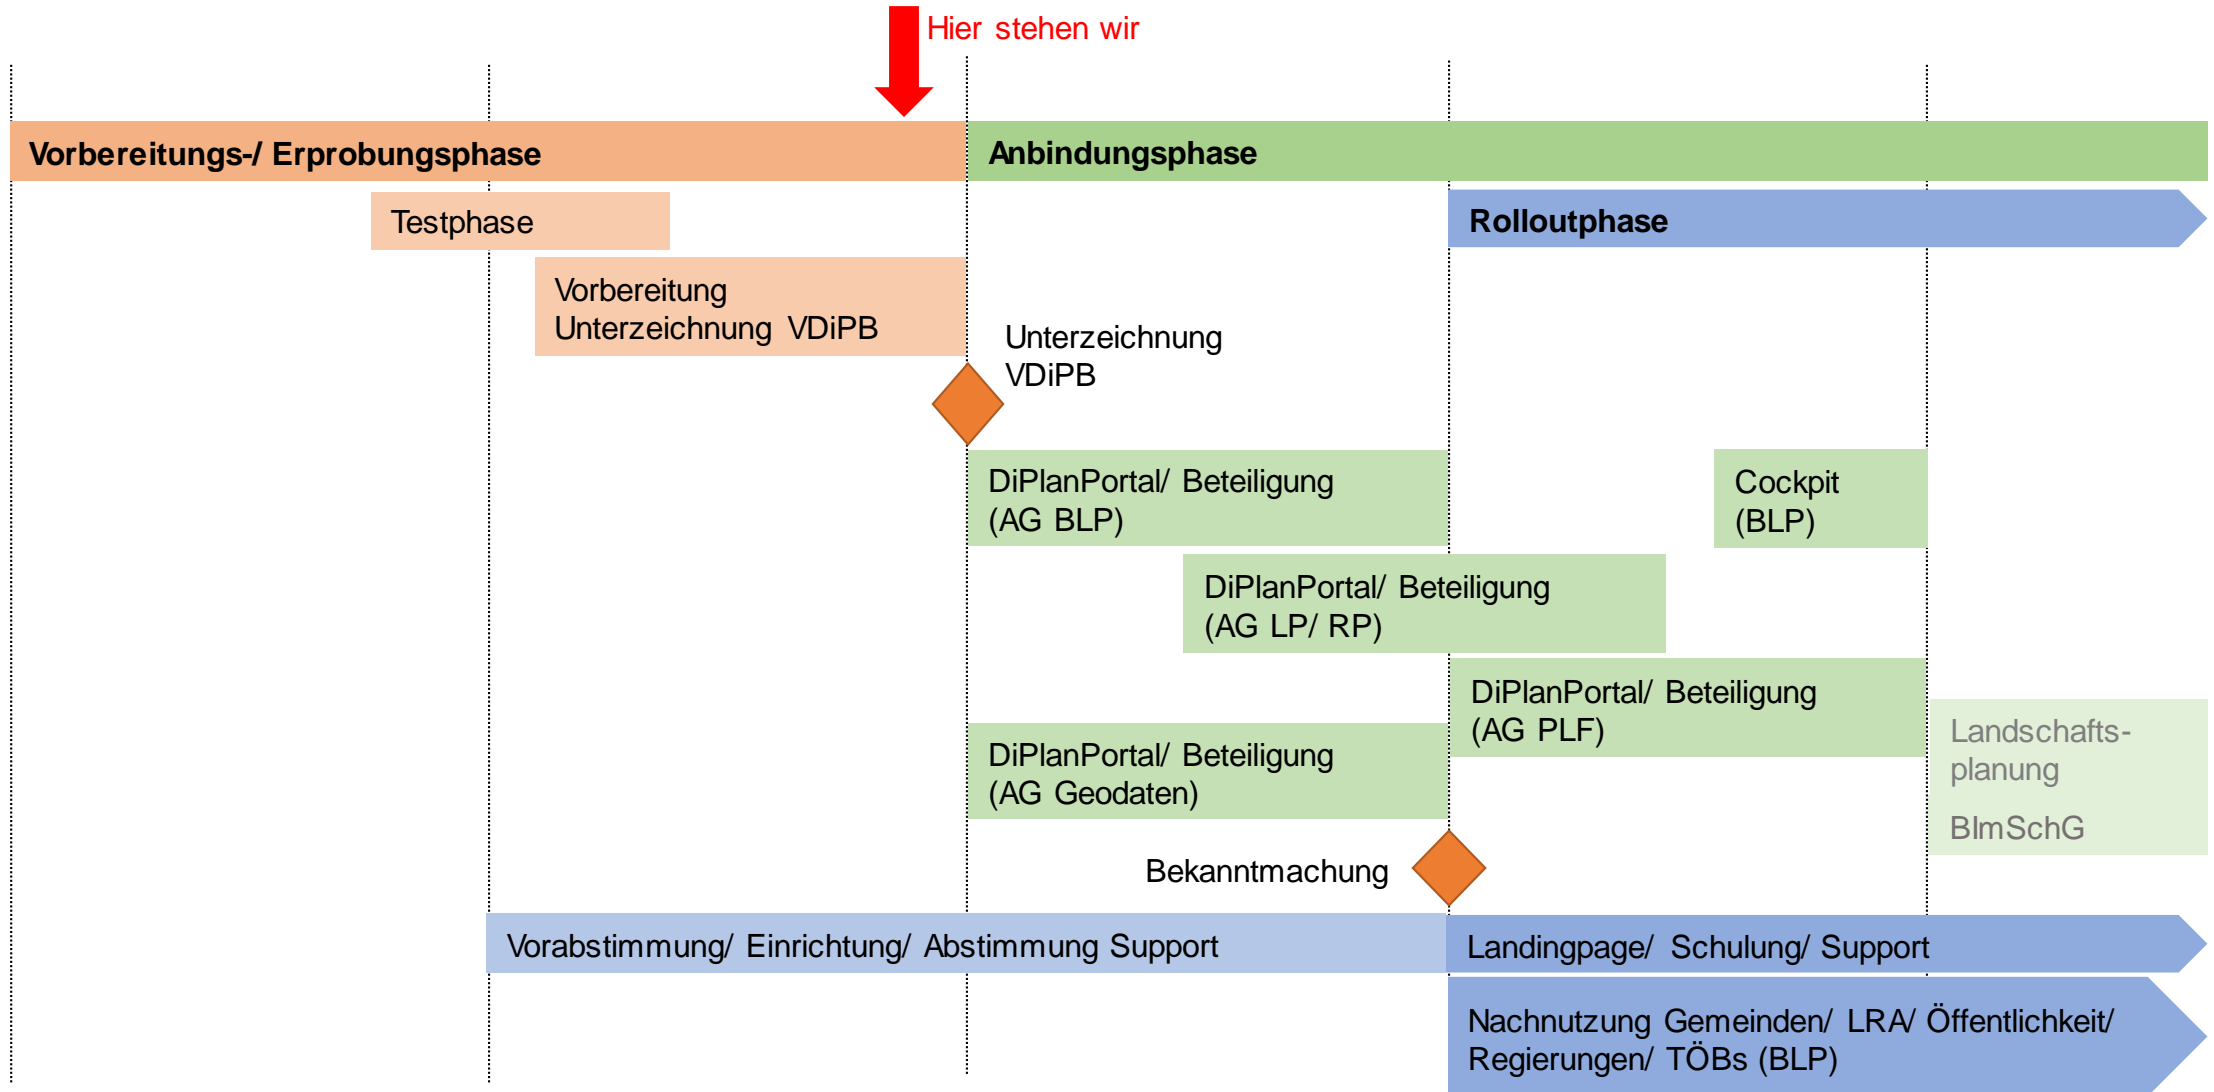 Hier stehen wir
Vorbereitungs-/ Erprobungsphase
Anbindungsphase
Testphase
Rolloutphase
Vorbereitung
Unterzeichnung VDiPB
Unterzeichnung
VDiPB
DiPlanPortal/ Beteiligung
(AG BLP)
Cockpit
(BLP)
DiPlanPortal/ Beteiligung
(AG LP/ RP)
DiPlanPortal/ Beteiligung
(AG PLF)
DiPlanPortal/ Beteiligung
(AG Geodaten)
Landschafts-
planung
BImSchG
Bekanntmachung
Vorabstimmung/ Einrichtung/ Abstimmung Support
Landingpage/ Schulung/ Support
Nachnutzung Gemeinden/ LRA/ Öffentlichkeit/
Regierungen/ TÖBs (BLP)